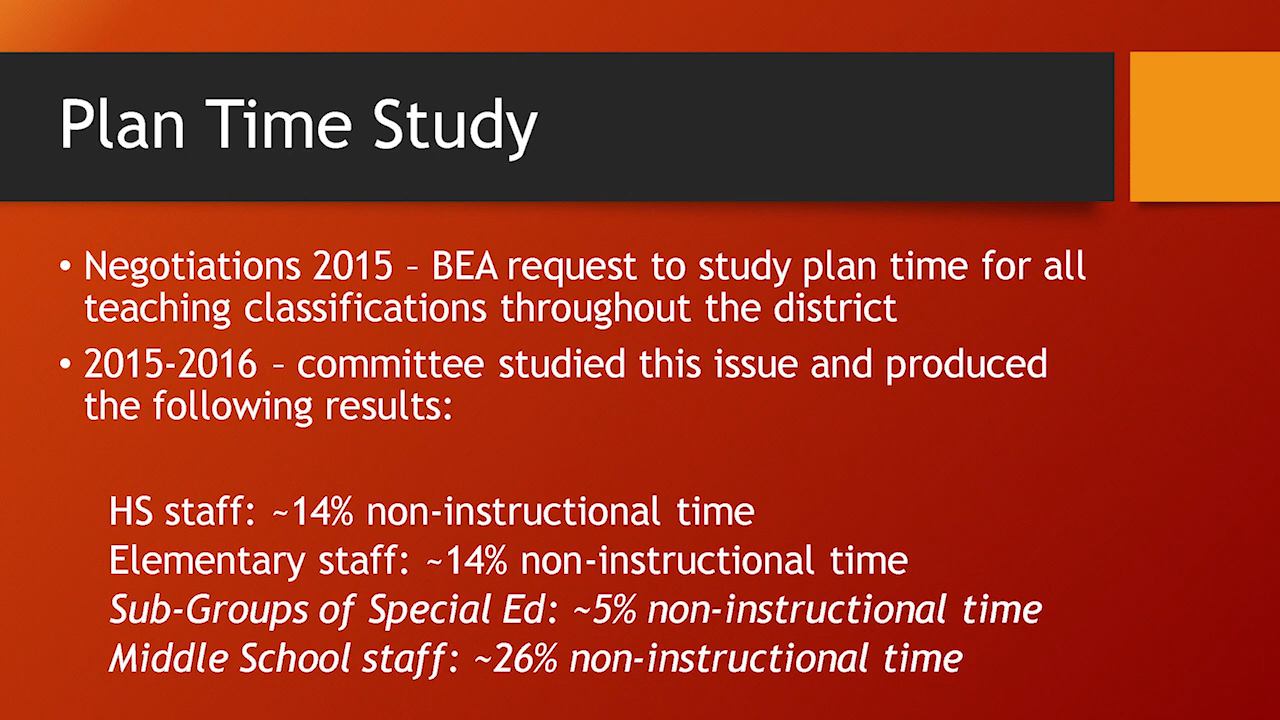 Plan Time Study
• Negotiations 2015 – BEA request to study plan time for all
teaching classifications throughout the district
• 2015-2016 – committee studied this issue and produced
the following results:
HS staff: ~14% non-instructional time
Elementary staff: ~14% non-instructional time
Sub-Groups of Special Ed: ~5% non-instructional time
Middle School staff: ~26% non-instructional time